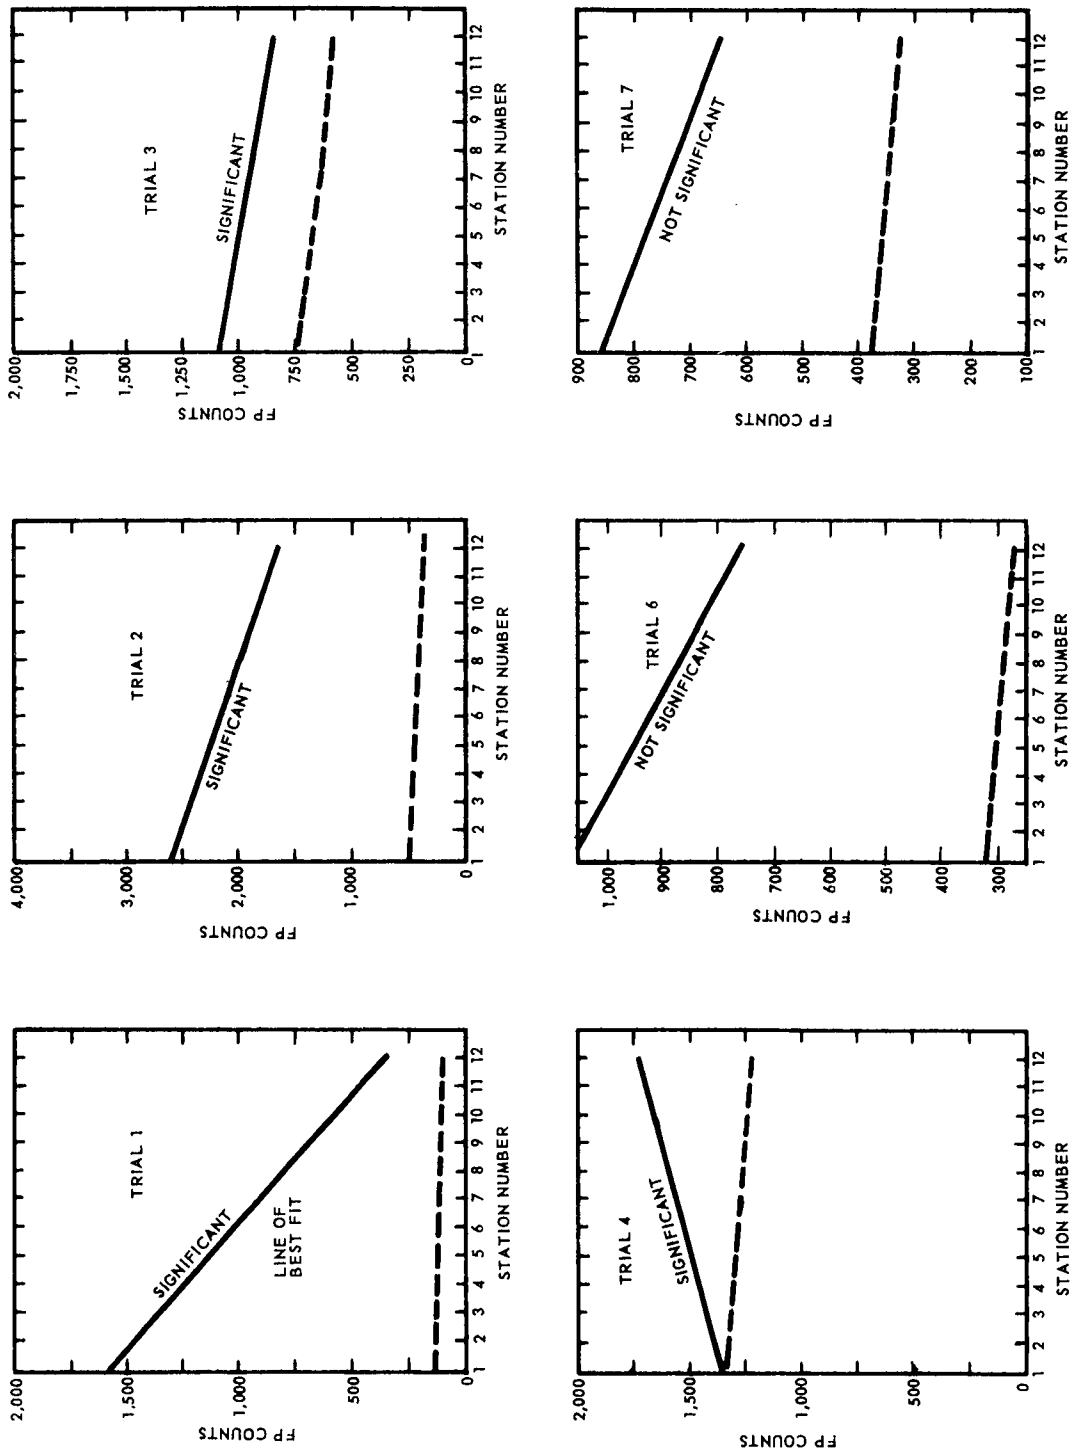 FP COUNTS
2,000
1,500
1,000
500
0
TRIAL 1
SIGNIFICANT
LINE OF
BEST FIT
1 2 3 4 5 6 7 8 9 10 11 12
STATION NUMBER
FP COUNTS
4,000
3,000
2,000
1,000
0
TRIAL 2
SIGNIFICANT
1 2 3 4 5 6 7 8 9 10 11 12
STATION NUMBER
FP COUNTS
2,000
1,750
1,500
1,250
1,000
750
500
250
0
TRIAL 3
SIGNIFICANT
1 2 3 4 5 6 7 8 9 10 11 12
STATION NUMBER
FP COUNTS
2,000
1,500
1,000
500
0
TRIAL 4
SIGNIFICANT
1 2 3 4 5 6 7 8 9 10 11 12
STATION NUMBER
FP COUNTS
1,000
900
800
700
600
500
400
300
TRIAL 6
NOT SIGNIFICANT
1 2 3 4 5 6 7 8 9 10 11 12
STATION NUMBER
FP COUNTS
900
800
700
600
500
400
300
200
100
TRIAL 7
NOT SIGNIFICANT
1 2 3 4 5 6 7 8 9 10 11 12
STATION NUMBER